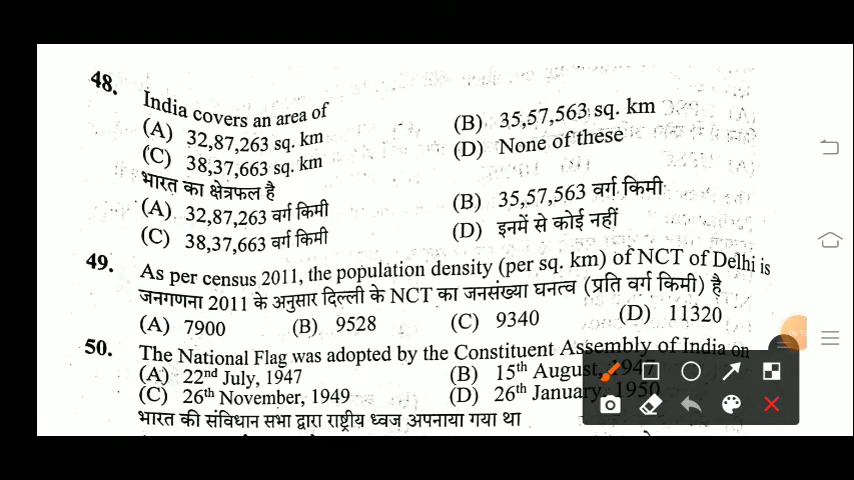 48. India covers an area of
(A) 32,87,263 sq. km (B) 35,57,563 sq. km
(C) 38,37,663 sq. km (D) None of these
भारत का क्षेत्रफल है
(A) 32,87,263 वर्ग किमी (B) 35,57,563 वर्ग किमी
(C) 38,37,663 वर्ग किमी (D) इनमें से कोई नहीं
49. As per census 2011, the population density (per sq. km) of NCT of Delhi is
जनगणना 2011 के अनुसार दिल्ली के NCT का जनसंख्या घनत्व (प्रति वर्ग किमी) है
(A) 7900 (B) 9528 (C) 9340 (D) 11320
50. The National Flag was adopted by the Constituent Assembly of India on
(A) 22nd July, 1947 (B) 15th August, 1947
(C) 26th November, 1949 (D) 26th January, 1950
भारत की संविधान सभा द्वारा राष्ट्रीय ध्वज अपनाया गया था